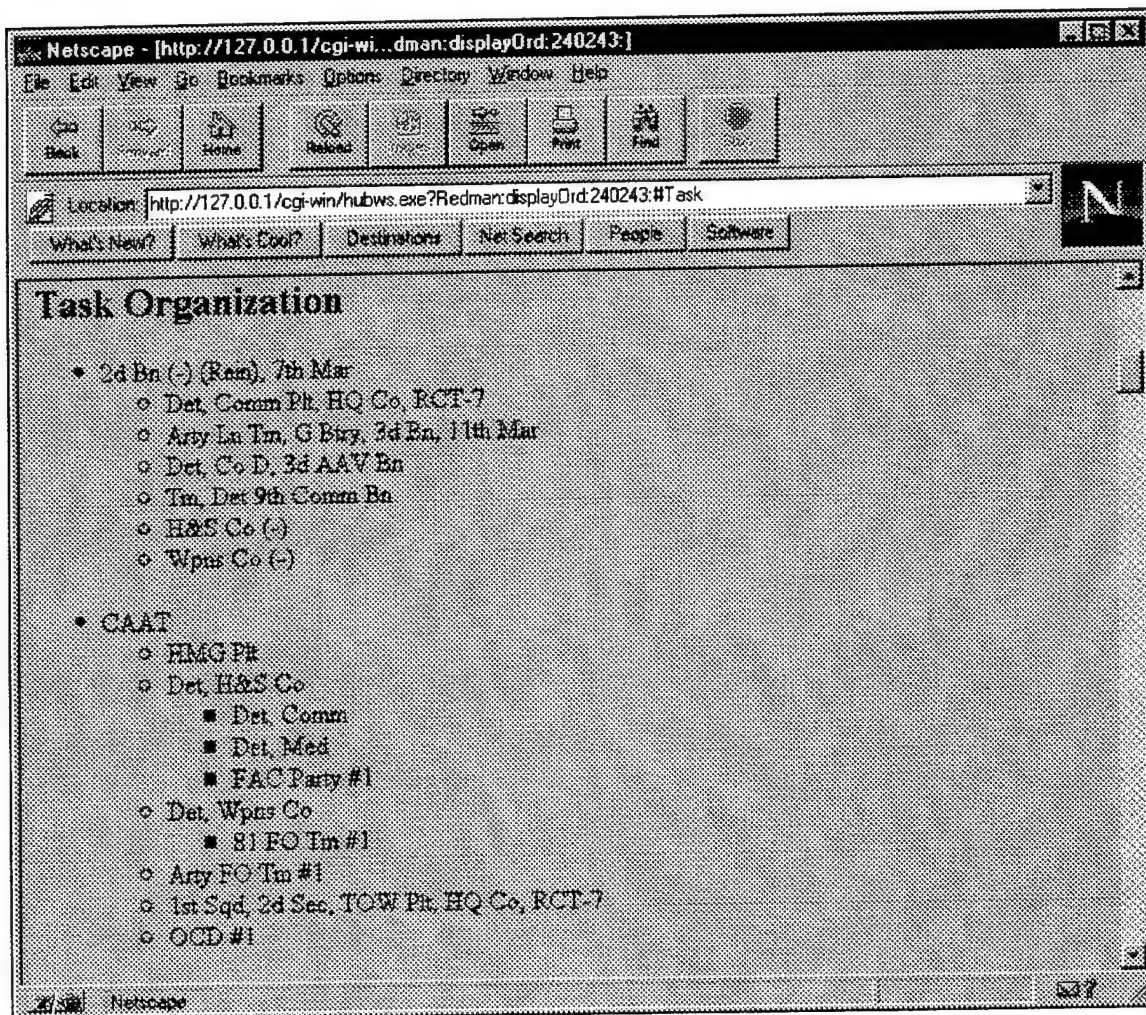 Netscape - [http://127.0.0.1/cgi-wi...dman:displayOrd:240243:]
File Edit View Go Bookmarks Options Directory Window Help
Back Forward Home Reload Images Open Print Find Stop
Location: http://127.0.0.1/cgi-win/hubws.exe?Redman:displayOrd:240243:#Task
N
What's New? What's Cool? Destinations Net Search People Software
Task Organization
• 2d Bn (-) (Rein), 7th Mar
○ Det, Comm Plt, HQ Co, RCT-7
○ Arty Ln Tm, G Btry, 3d Bn, 11th Mar
○ Det, Co D, 3d AAV Bn
○ Tm, Det 9th Comm Bn
○ H&S Co (-)
○ Wpns Co (-)
• CAAT
○ HMG Plt
○ Det, H&S Co
■ Det, Comm
■ Det, Med
■ FAC Party #1
○ Det, Wpns Co
■ 81 FO Tm #1
○ Arty FO Tm #1
○ 1st Sqd, 2d Sec, TOW Plt, HQ Co, RCT-7
○ OCD #1
Netscape